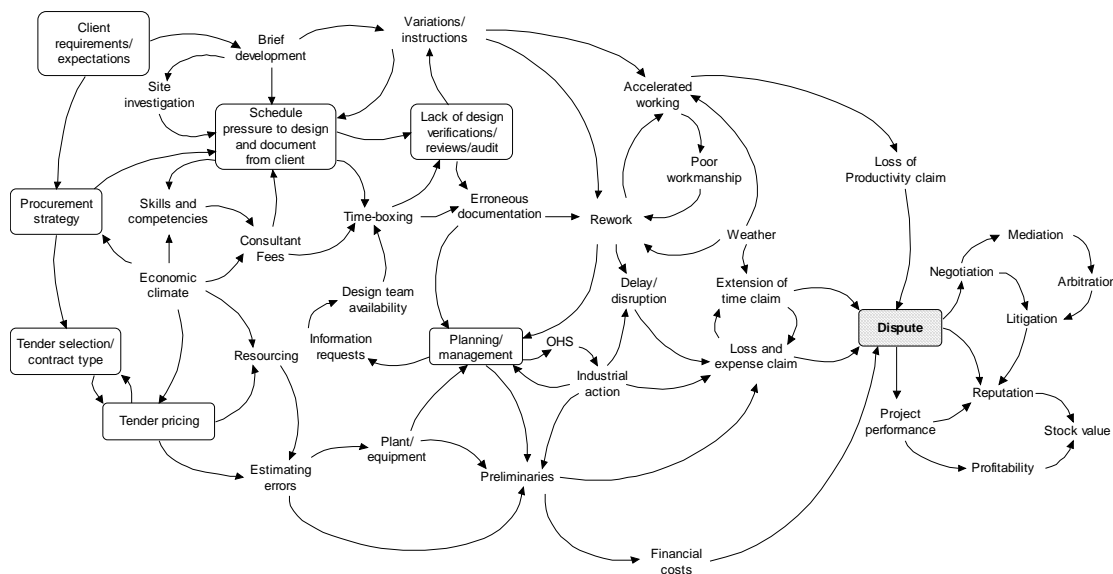 Client
requirements/
expectations
Brief
development
Variations/
instructions
Site
investigation
Accelerated
working
Schedule
pressure to design
and document
from client
Lack of design
verifications/
reviews/audit
Poor
workmanship
Loss of
Productivity claim
Procurement
strategy
Skills and
competencies
Time-boxing
Erroneous
documentation
Rework
Consultant
Fees
Weather
Mediation
Negotiation
Arbitration
Economic
climate
Design team
availability
Delay/
disruption
Extension of
time claim
Dispute
Litigation
Tender selection/
contract type
Resourcing
Information
requests
Planning/
management
OHS
Industrial
action
Loss and
expense claim
Reputation
Tender pricing
Project
performance
Stock value
Plant/
equipment
Estimating
errors
Preliminaries
Profitability
Financial
costs